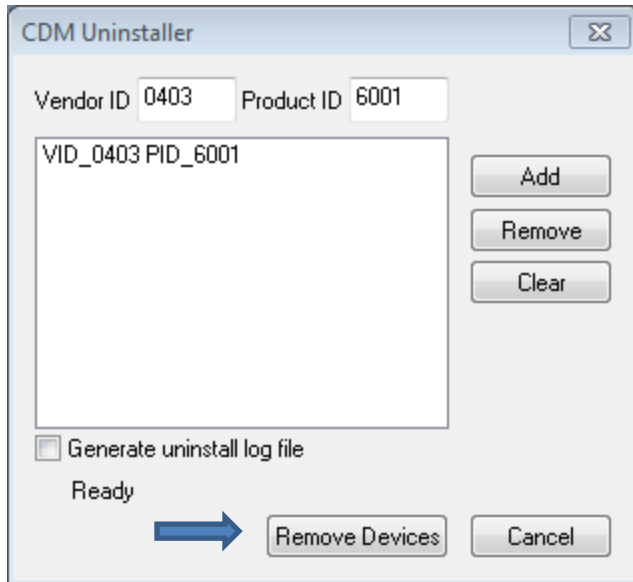 CDM Uninstaller
Vendor ID 0403 Product ID 6001
VID_0403 PID_6001
Add
Remove
Clear
Generate uninstall log file
Ready
Remove Devices Cancel